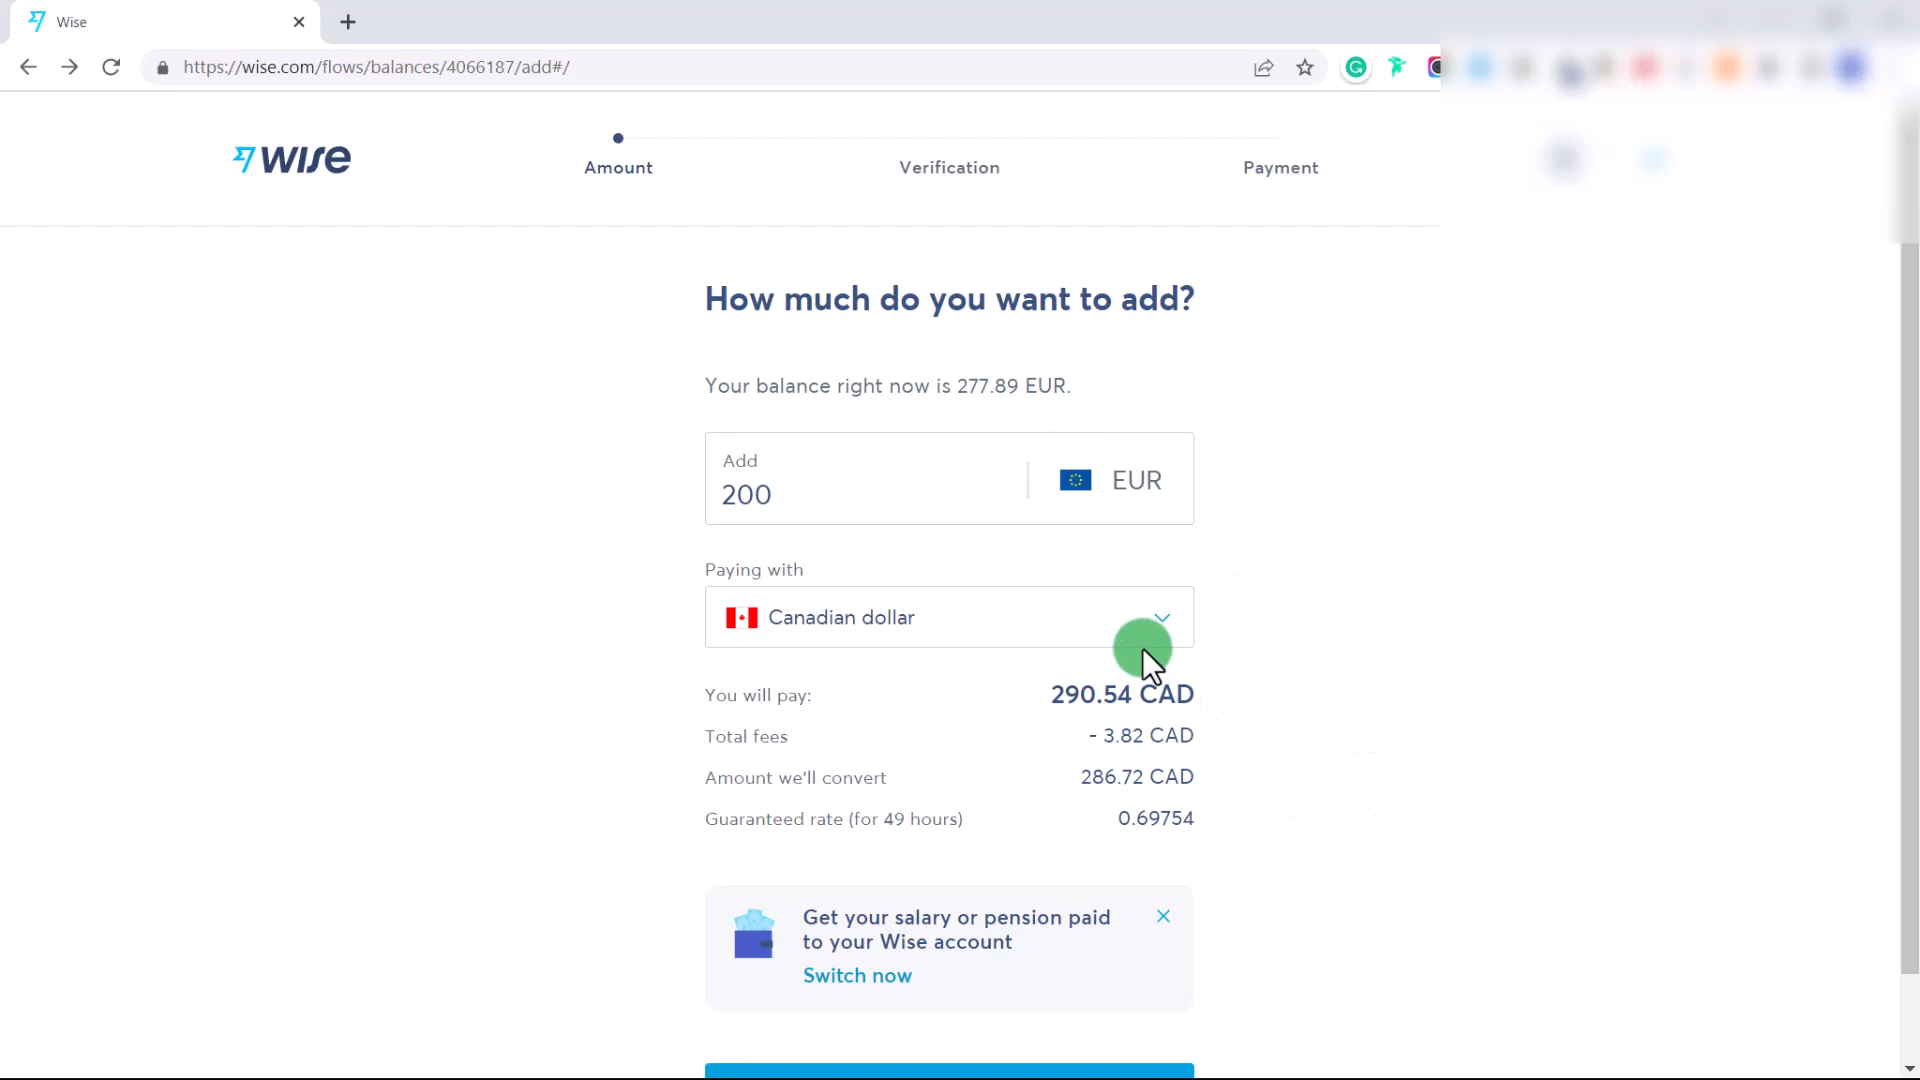 Wise
https://wise.com/flows/balances/4066187/add#/
WISE
Amount
Verification
Payment
How much do you want to add?
Your balance right now is 277.89 EUR.
Add
200
EUR
Paying with
Canadian dollar
You will pay:
290.54 CAD
Total fees
- 3.82 CAD
Amount we'll convert
286.72 CAD
Guaranteed rate (for 49 hours)
0.69754
Get your salary or pension paid
to your Wise account
Switch now